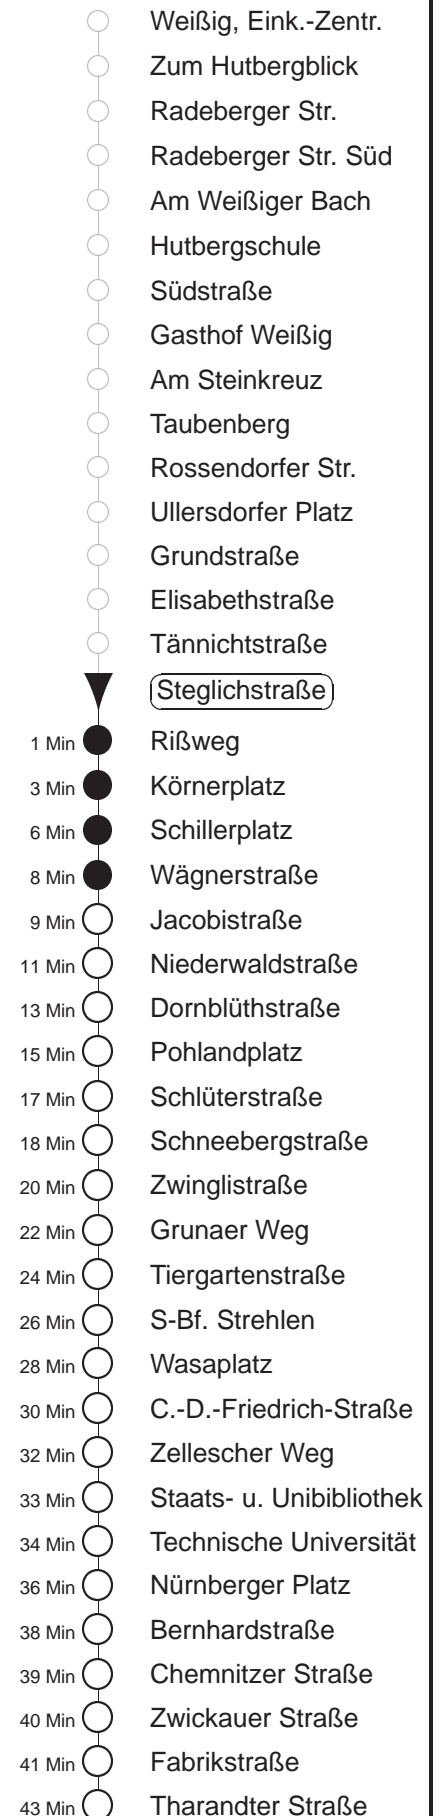 Weißig, Eink.-Zentr.
Zum Hutbergblick
Radeberger Str.
Radeberger Str. Süd
Am Weißiger Bach
Hutbergschule
Südstraße
Gasthof Weißig
Am Steinkreuz
Taubenberg
Rossendorfer Str.
Ullersdorfer Platz
Grundstraße
Elisabethstraße
Tännichtstraße
Steglichstraße
1 Min Rißweg
3 Min Körnerplatz
6 Min Schillerplatz
8 Min Wägnerstraße
9 Min Jacobistraße
11 Min Niederwaldstraße
13 Min Dornblüthstraße
15 Min Pohlandplatz
17 Min Schlüterstraße
18 Min Schneebergstraße
20 Min Zwinglistraße
22 Min Grunaer Weg
24 Min Tiergartenstraße
26 Min S-Bf. Strehlen
28 Min Wasaplatz
30 Min C.-D.-Friedrich-Straße
32 Min Zellescher Weg
33 Min Staats- u. Unibibliothek
34 Min Technische Universität
36 Min Nürnberger Platz
38 Min Bernhardstraße
39 Min Chemnitzer Straße
40 Min Zwickauer Straße
41 Min Fabrikstraße
43 Min Tharandter Straße